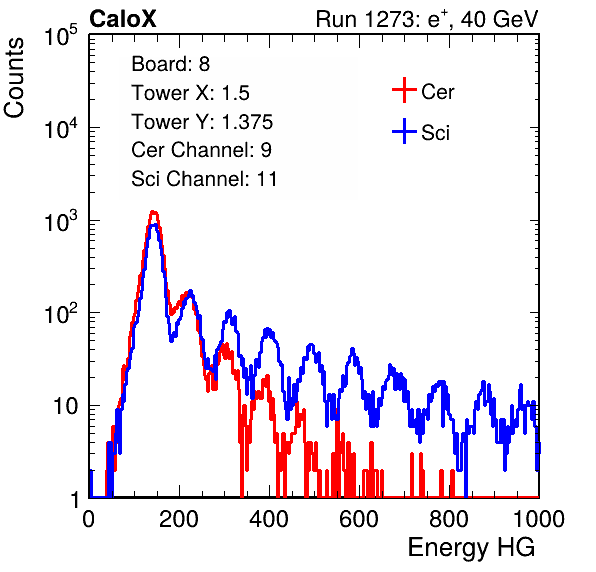 CaloX Run 1273: e⁺, 40 GeV
Counts
Board: 8
Tower X: 1.5
Tower Y: 1.375
Cer Channel: 9
Sci Channel: 11
Cer
Sci
10⁵
10⁴
10³
10²
10
1
0 200 400 600 800 1000
Energy HG